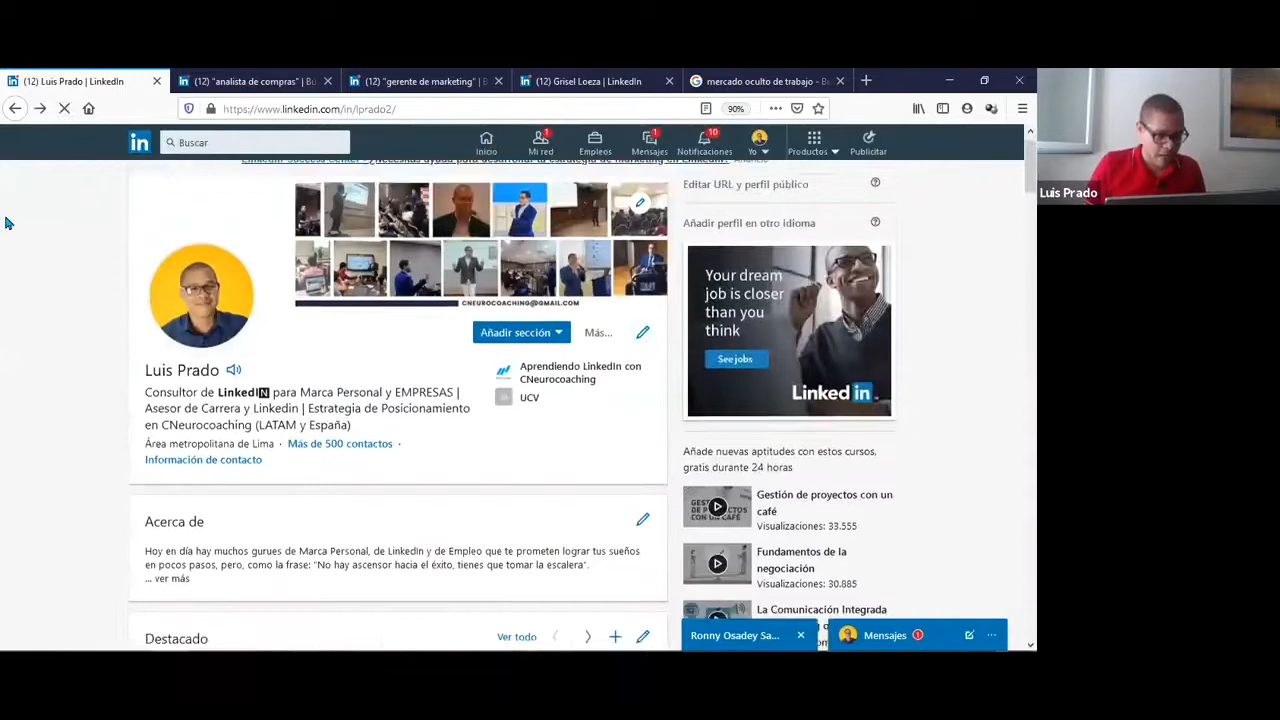 (12) Luis Prado | LinkedIn
(12) "analista de compras" | Bú
(12) "gerente de marketing" | B
(12) Grisel Loeza | LinkedIn
mercado oculto de trabajo - B
https://www.linkedin.com/in/lprado2/
90%
in
Buscar
Inicio
1
Mi red
Empleos
1
Mensajes
10
Notificaciones
Yo
Productos
Publicitar
Editar URL y perfil público
Añadir perfil en otro idioma
CNEUROCOACHING@GMAIL.COM
Your dream
job is closer
than you
think
See jobs
Linked in
Añadir sección
Más...
Luis Prado
Aprendiendo LinkedIn con
CNeurocoaching
UCV
Consultor de LinkedIN para Marca Personal y EMPRESAS |
Asesor de Carrera y Linkedin | Estrategia de Posicionamiento
en CNeurocoaching (LATAM y España)
Área metropolitana de Lima · Más de 500 contactos ·
Información de contacto
Añade nuevas aptitudes con estos cursos,
gratis durante 24 horas
Gestión de proyectos con un
café
Visualizaciones: 33.555
Fundamentos de la
negociación
Visualizaciones: 30.885
La Comunicación Integrada
Acerca de
Hoy en día hay muchos gurues de Marca Personal, de LinkedIn y de Empleo que te prometen lograr tus sueños
en pocos pasos, pero, como la frase: "No hay ascensor hacia el éxito, tienes que tomar la escalera".
... ver más
Destacado
Ver todo
Ronny Osadey Sa...
Mensajes 1
Luis Prado